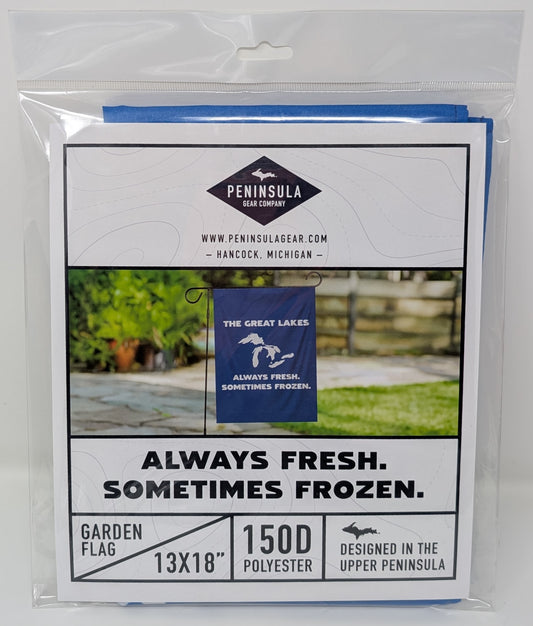 PENINSULA
GEAR COMPANY
WWW.PENINSULAGEAR.COM
– HANCOCK, MICHIGAN –
THE GREAT LAKES
ALWAYS FRESH.
SOMETIMES FROZEN.
ALWAYS FRESH.
SOMETIMES FROZEN.
GARDEN
FLAG
13X18"
150D
POLYESTER
DESIGNED IN THE
UPPER PENINSULA